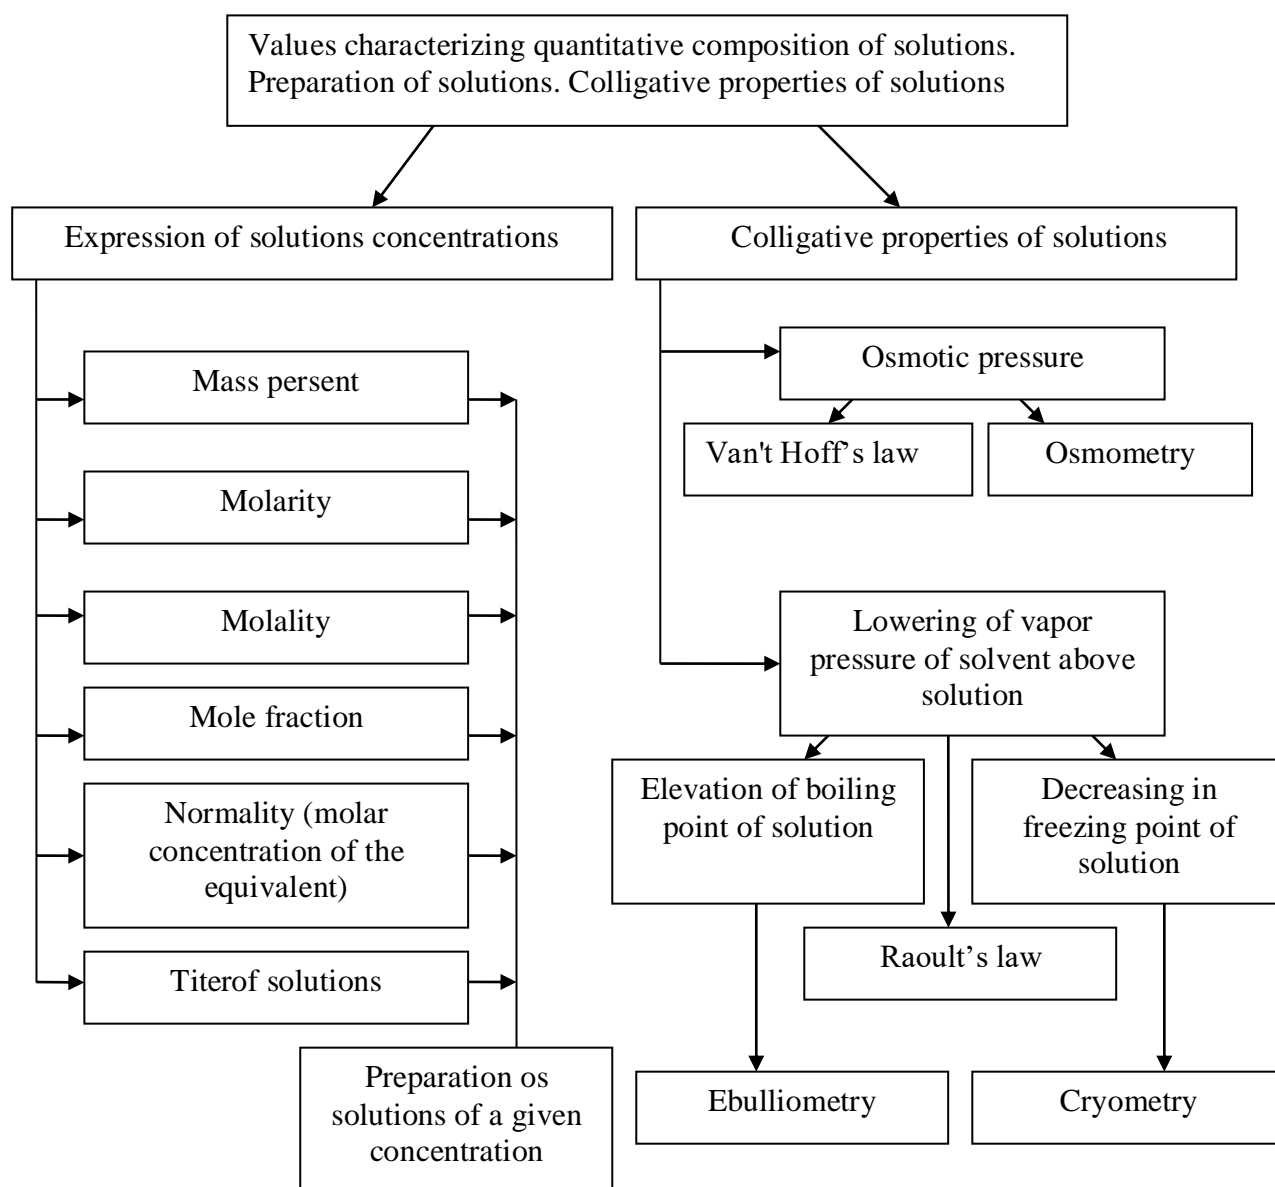 Values characterizing quantitative composition of solutions.
Preparation of solutions. Colligative properties of solutions
Expression of solutions concentrations
Colligative properties of solutions
Mass persent
Molarity
Molality
Mole fraction
Normality (molar
concentration of the
equivalent)
Titerof solutions
Preparation os
solutions of a given
concentration
Osmotic pressure
Van't Hoff’s law
Osmometry
Lowering of vapor
pressure of solvent above
solution
Elevation of boiling
point of solution
Decreasing in
freezing point of
solution
Raoult’s law
Ebulliometry
Cryometry